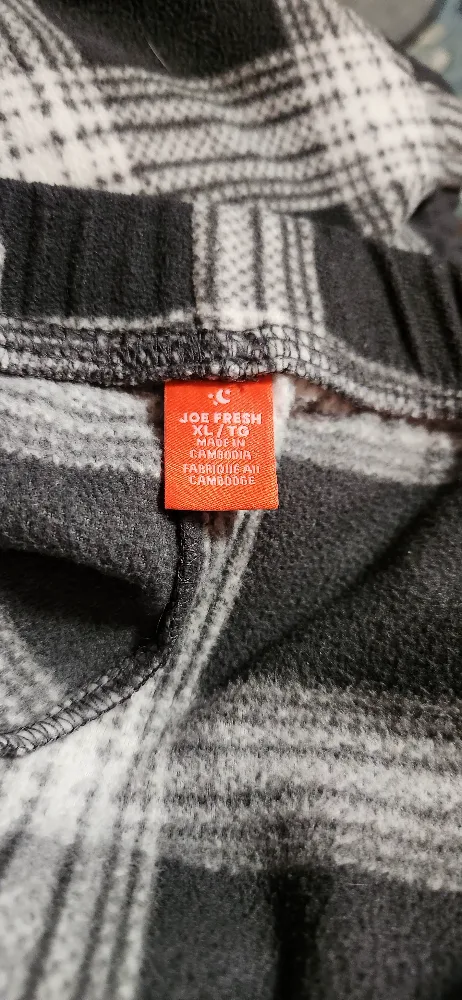 JOE FRESH
XL / TG
MADE IN
CAMBODIA
FABRIQUÉ AU
CAMBODGE